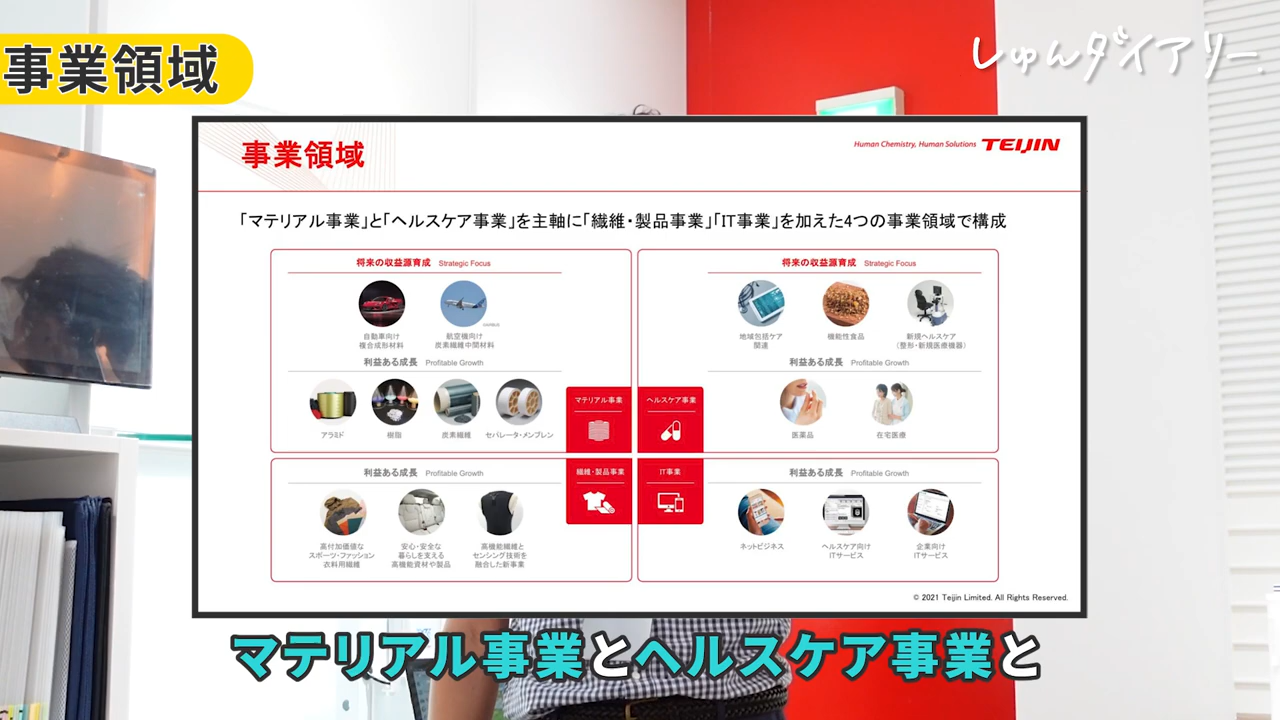 事業領域
しゅんダイアリー.
事業領域
Human Chemistry, Human Solutions TEIJIN
「マテリアル事業」と「ヘルスケア事業」を主軸に「繊維・製品事業」「IT事業」を加えた4つの事業領域で構成
将来の収益源育成 Strategic Focus
自動車向け
複合成形材料
航空機向け
炭素繊維中間材料
利益ある成長 Profitable Growth
アラミド
樹脂
炭素繊維
セパレータ・メンブレン
マテリアル事業
将来の収益源育成 Strategic Focus
地域包括ケア
関連
機能性食品
新規ヘルスケア
(整形・新規医療機器)
利益ある成長 Profitable Growth
ヘルスケア事業
医薬品
在宅医療
利益ある成長 Profitable Growth
繊維・製品事業
高付加価値な
スポーツ・ファッション
衣料用繊維
安心・安全な
暮らしを支える
高機能資材や製品
高機能繊維と
センシング技術を
融合した新事業
IT事業
利益ある成長 Profitable Growth
ネットビジネス
ヘルスケア向け
ITサービス
企業向け
ITサービス
© 2021 Teijin Limited. All Rights Reserved.
マテリアル事業とヘルスケア事業と